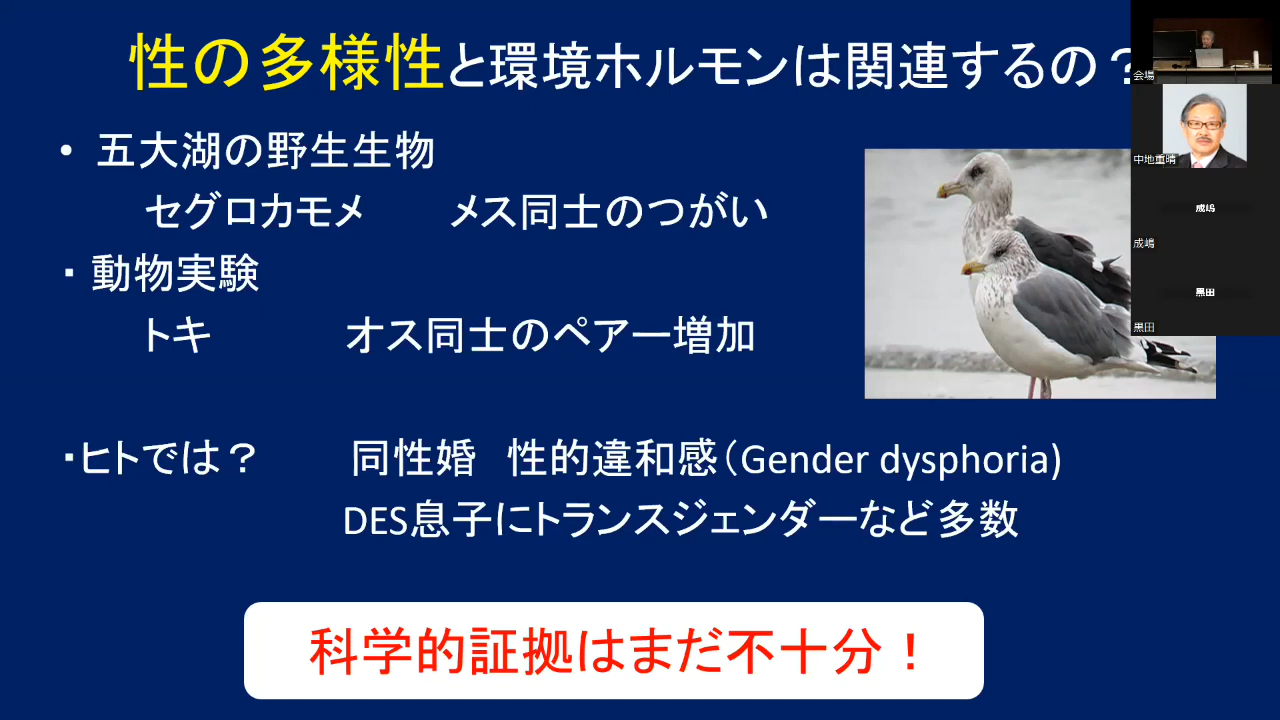 性の多様性と環境ホルモンは関連するの？
• 五大湖の野生生物
セグロカモメ　メス同士のつがい
・動物実験
トキ　オス同士のペアー増加
・ヒトでは？　同性婚　性的違和感（Gender dysphoria)
DES息子にトランスジェンダーなど多数
科学的証拠はまだ不十分！
会場
中地重晴
成嶋
成嶋
黒田
黒田